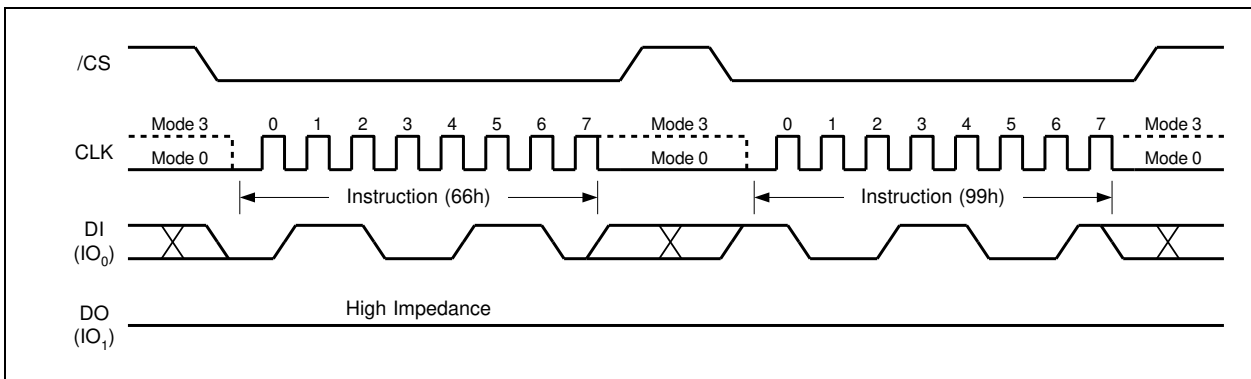 /CS
CLK
Mode 3
Mode 0
0 1 2 3 4 5 6 7
Mode 3
Mode 0
0 1 2 3 4 5 6 7
Mode 3
Mode 0
Instruction (66h)
Instruction (99h)
DI
(IO₀)
DO
(IO₁)
High Impedance